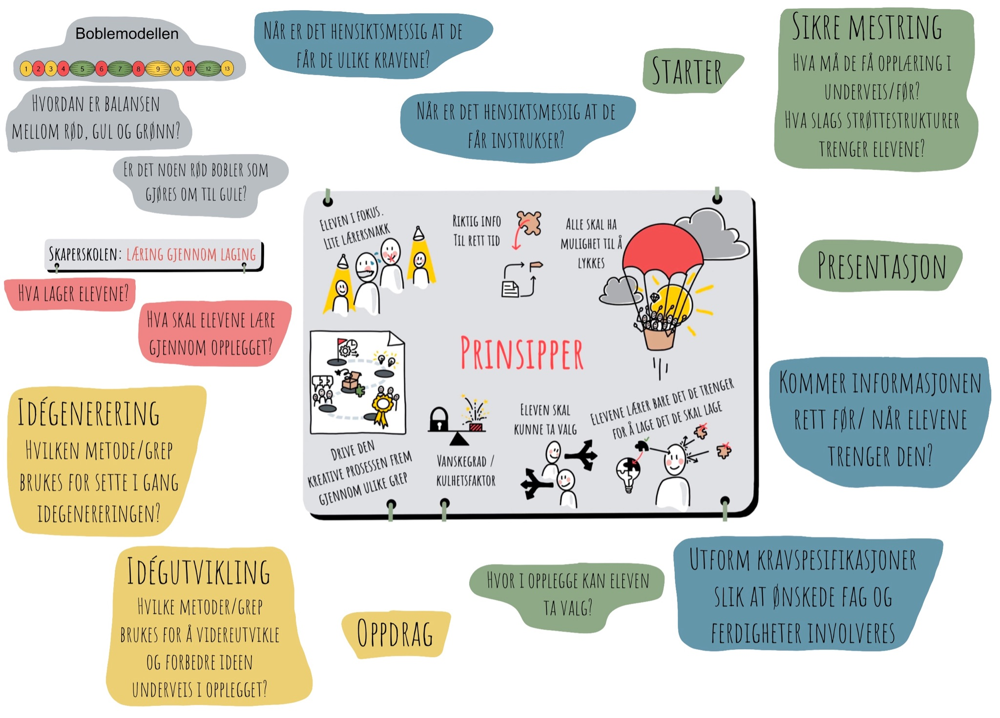 Boblemodellen
1 2 3 4 5 6 7 8 9 10 11 12 13
HVORDAN ER BALANSEN
MELLOM RØD, GUL OG GRØNN?
ER DET NOEN RØD BOBLER SOM
GJØRES OM TIL GULE?
NÅR ER DET HENSIKTSMESSIG AT DE
FÅR DE ULIKE KRAVENE?
NÅR ER DET HENSIKTSMESSIG AT DE
FÅR INSTRUKSER?
STARTER
SIKRE MESTRING
HVA MÅ DE FÅ OPPLÆRING I
UNDERVEIS/FØR?
HVA SLAGS STRØTTESTRUKTURER
TRENGER ELEVENE?
SKAPERSKOLEN: LÆRING GJENNOM LAGING
HVA LAGER ELEVENE?
HVA SKAL ELEVENE LÆRE
GJENNOM OPPLEGGET?
ELEVEN I FOKUS.
LITE LÆRERSNAKK
RIKTIG INFO
TIL RETT TID
ALLE SKAL HA
MULIGHET TIL Å
LYKKES
PRINSIPPER
DRIVE DEN
KREATIVE PROSESSEN FREM
GJENNOM ULIKE GREP
VANSKEGRAD /
KULHETSFAKTOR
ELEVEN SKAL
KUNNE TA VALG
ELEVENE LÆRER BARE DET DE TRENGER
FOR Å LAGE DET DE SKAL LAGE
PRESENTASJON
KOMMER INFORMASJONEN
RETT FØR/ NÅR ELEVENE
TRENGER DEN?
IDÉGENERERING
HVILKEN METODE/GREP
BRUKES FOR SETTE I GANG
IDEGENERERINGEN?
IDÉGUTVIKLING
HVILKE METODER/GREP
BRUKES FOR Å VIDEREUTVIKLE
OG FORBEDRE IDEEN
UNDERVEIS I OPPLEGGET?
OPPDRAG
HVOR I OPPLEGGE KAN ELEVEN
TA VALG?
UTFORM KRAVSPESIFIKASJONER
SLIK AT ØNSKEDE FAG OG
FERDIGHETER INVOLVERES